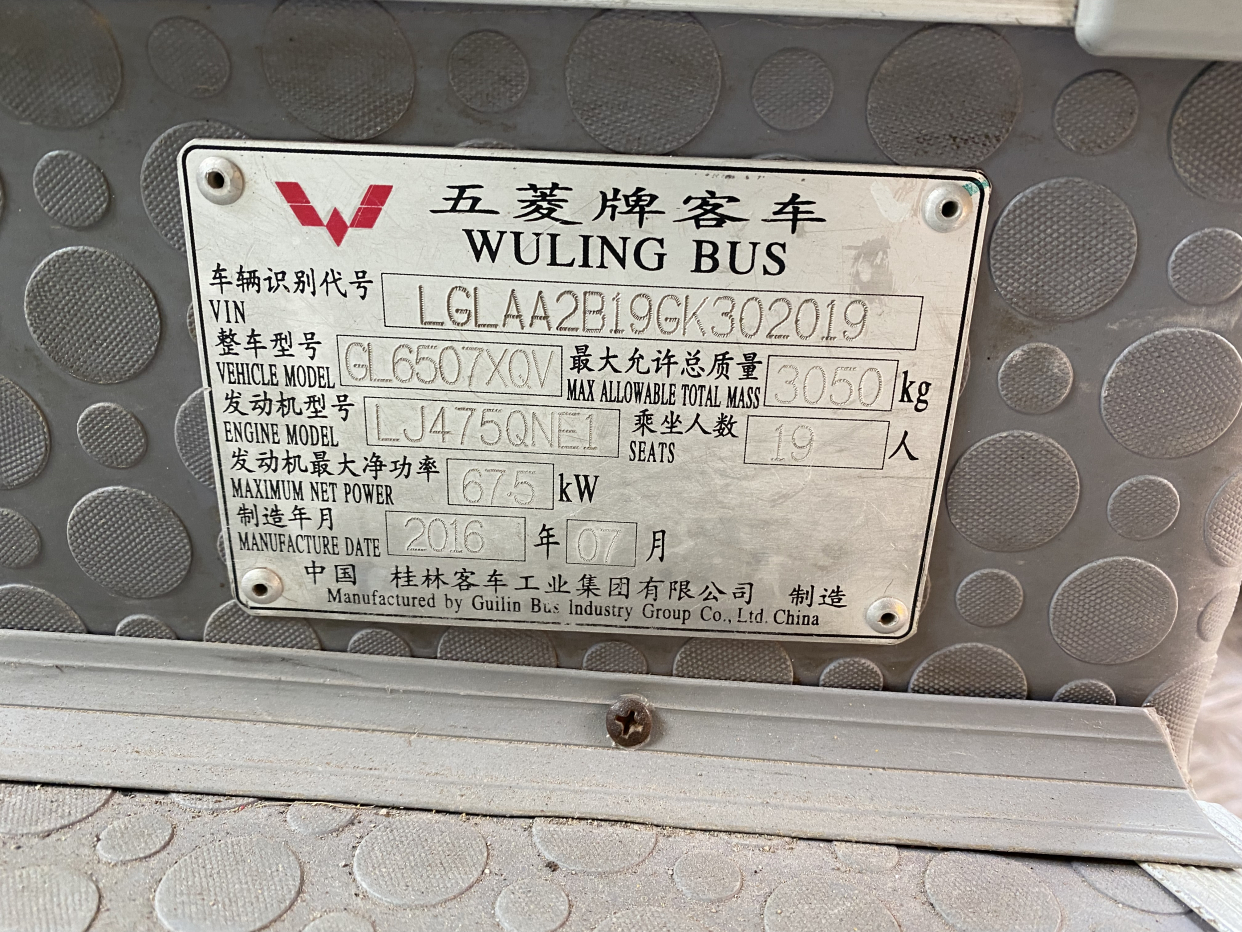 五菱牌客车
WULING BUS
车辆识别代号
VIN LGLAA2B19GK302019
整车型号 最大允许总质量
VEHICLE MODEL GL6507XQV MAX ALLOWABLE TOTAL MASS 3050 kg
发动机型号 乘坐人数
ENGINE MODEL LJ475QNE1 SEATS 19 人
发动机最大净功率
MAXIMUM NET POWER 67.5 kW
制造年月
MANUFACTURE DATE 2016 年 07 月
中国 桂林客车工业集团有限公司 制造
Manufactured by Guilin Bus Industry Group Co., Ltd. China